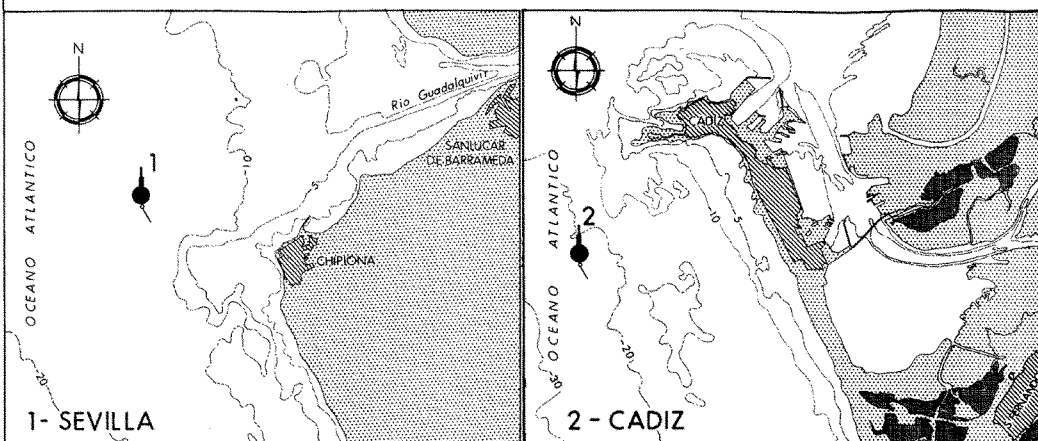 N
OCEANO ATLANTICO
1
-10-
5
Rio Guadalquivir
SANLUCAR
DE BARRAMEDA
CHIPIONA
-20-
1- SEVILLA
N
CADIZ
OCEANO ATLANTICO
2
10
5
-20-
-30-
2- CADIZ